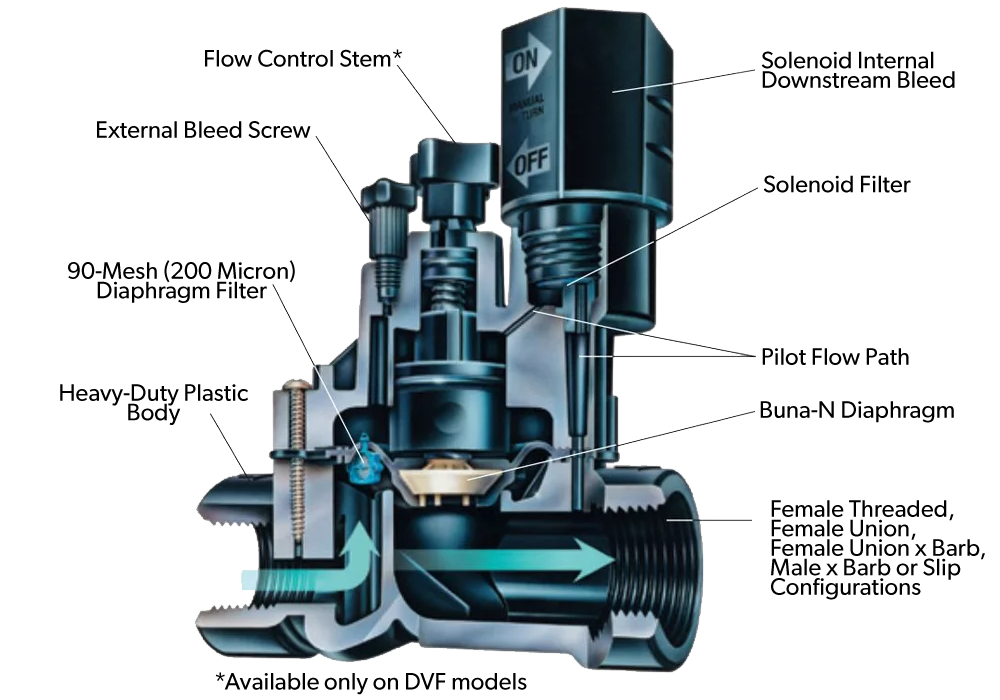 Flow Control Stem*
External Bleed Screw
90-Mesh (200 Micron)
Diaphragm Filter
Heavy-Duty Plastic
Body
ON
MANUAL
TURN
OFF
Solenoid Internal
Downstream Bleed
Solenoid Filter
Pilot Flow Path
Buna-N Diaphragm
Female Threaded,
Female Union,
Female Union x Barb,
Male x Barb or Slip
Configurations
*Available only on DVF models